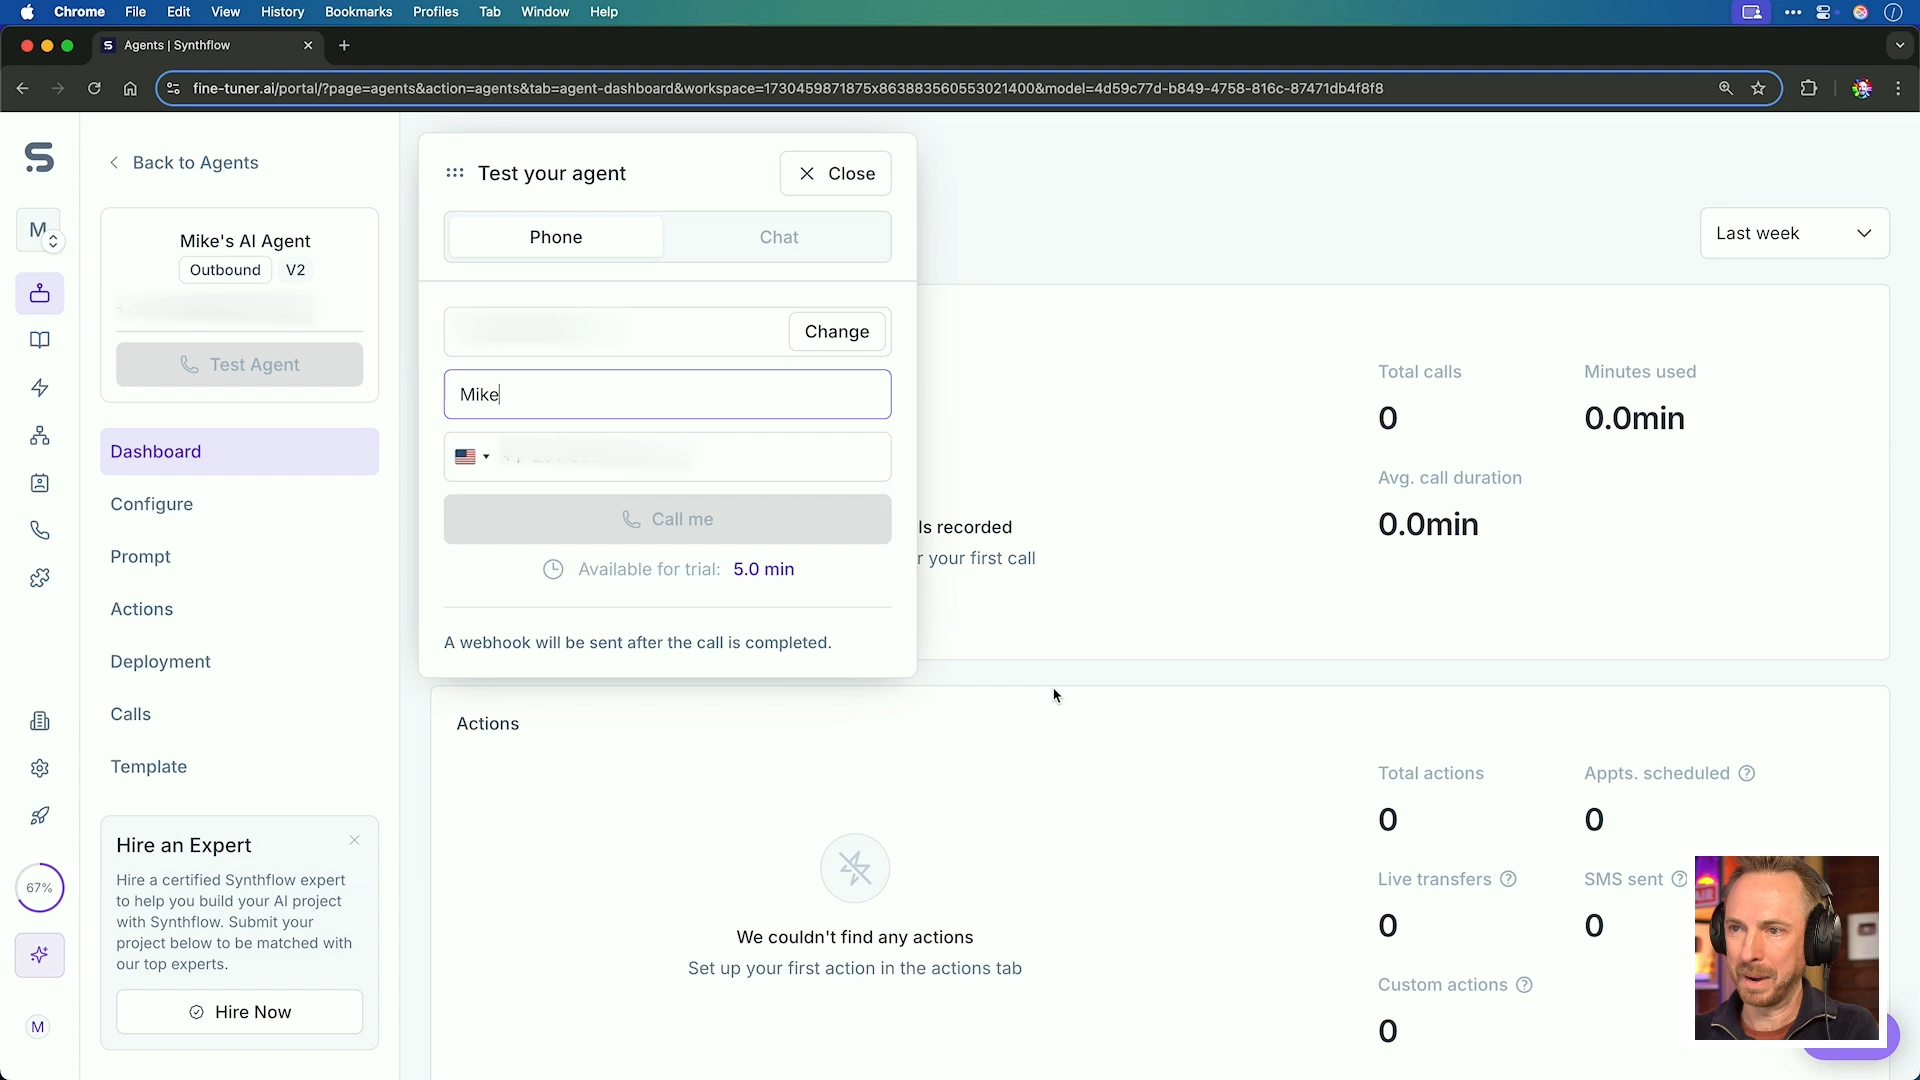 Chrome File Edit View History Bookmarks Profiles Tab Window Help
Agents | Synthflow
fine-tuner.ai/portal/?page=agents&action=agents&tab=agent-dashboard&workspace=1730459871875x863883560553021400&model=4d59c77d-b849-4758-816c-87471db4f8f8
Back to Agents
M
Mike's AI Agent
Outbound V2
Test Agent
Dashboard
Configure
Prompt
Actions
Deployment
Calls
Template
67%
M
Hire an Expert
Hire a certified Synthflow expert
to help you build your AI project
with Synthflow. Submit your
project below to be matched with
our top experts.
Hire Now
Test your agent
Close
Phone Chat
Change
Mike
Call me
Available for trial: 5.0 min
A webhook will be sent after the call is completed.
Last week
ls recorded
r your first call
Total calls
0
Minutes used
0.0min
Avg. call duration
0.0min
Actions
We couldn't find any actions
Set up your first action in the actions tab
Total actions
0
Appts. scheduled
0
Live transfers
0
SMS sent
0
Custom actions
0